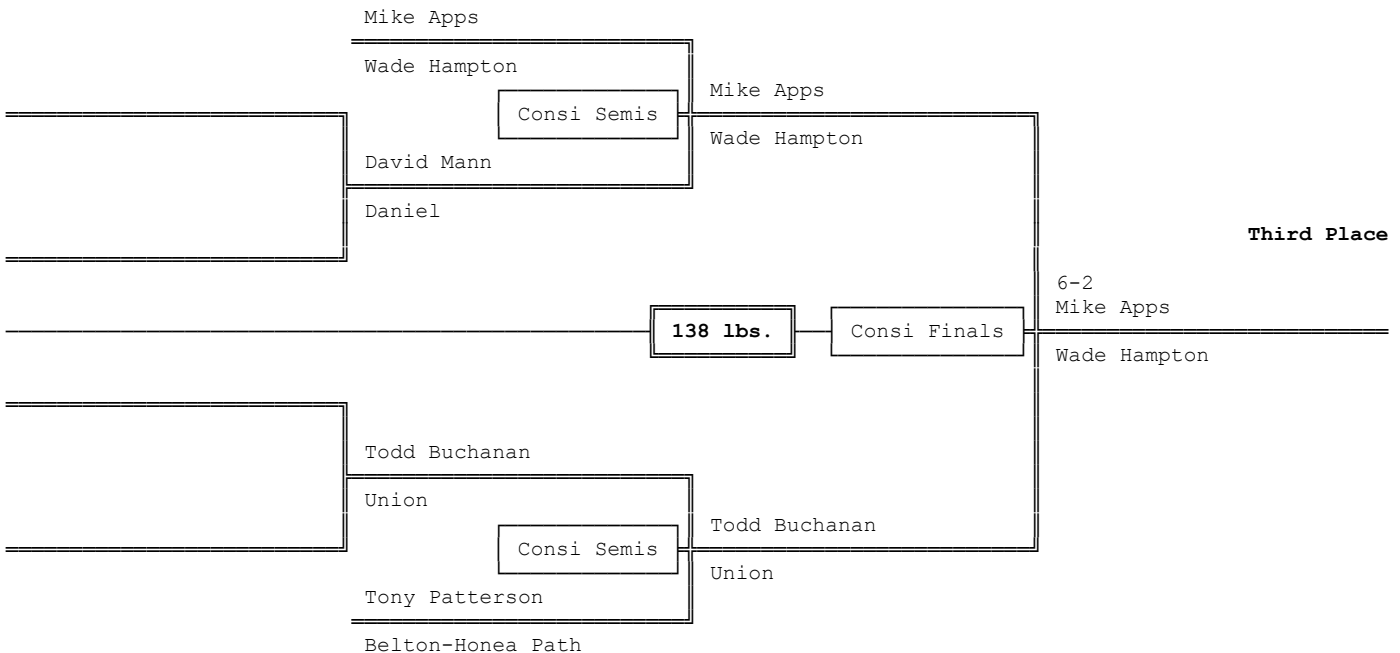 Mike Apps
Wade Hampton
Consi Semis
Mike Apps
Wade Hampton
David Mann
Daniel
Third Place
6-2
Mike Apps
138 lbs.
Consi Finals
Wade Hampton
Todd Buchanan
Union
Todd Buchanan
Consi Semis
Union
Tony Patterson
Belton-Honea Path